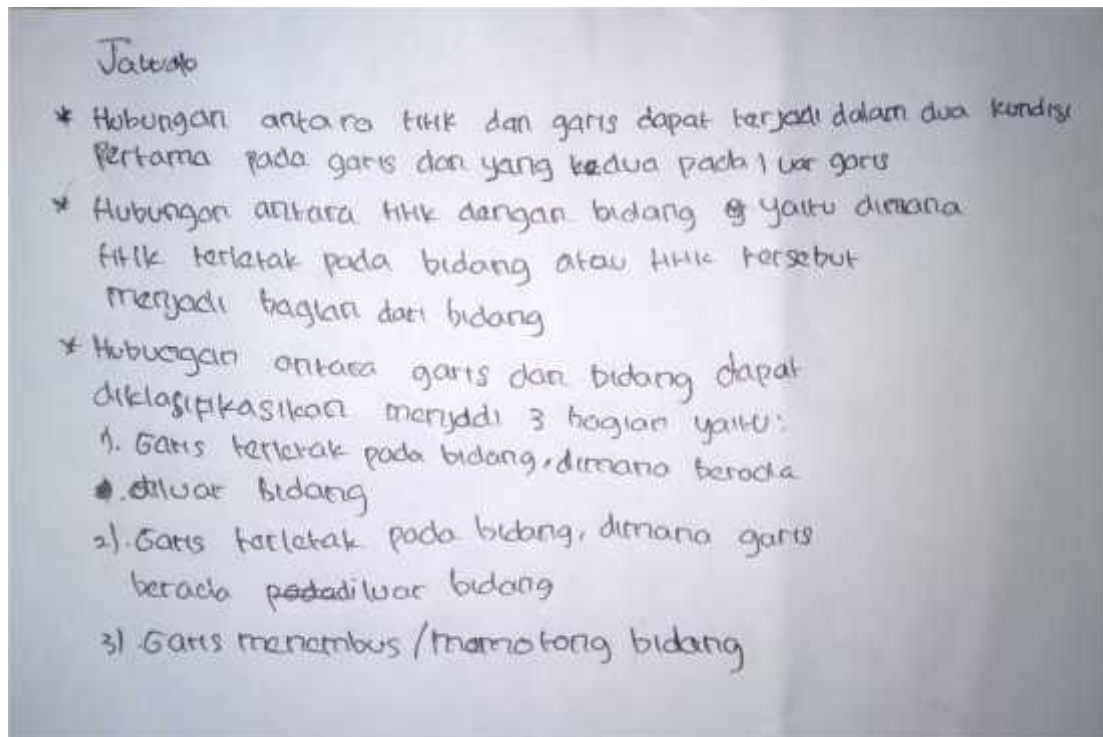 Jawab
* Hubungan antara titik dan garis dapat terjadi dalam dua kondisi
Pertama pada garis dan yang kedua pada luar garis
* Hubungan antara titik dengan bidang yaitu dimana
titik terletak pada bidang atau titik tersebut
menjadi bagian dari bidang
* Hubungan antara garis dan bidang dapat
diklasipikasikan menjadi 3 bagian yaitu:
1. Garis terletak pada bidang, dimana berada
diluar bidang
2). Garis terletak pada bidang, dimana garis
berada diluar bidang
3) Garis menembus / memotong bidang